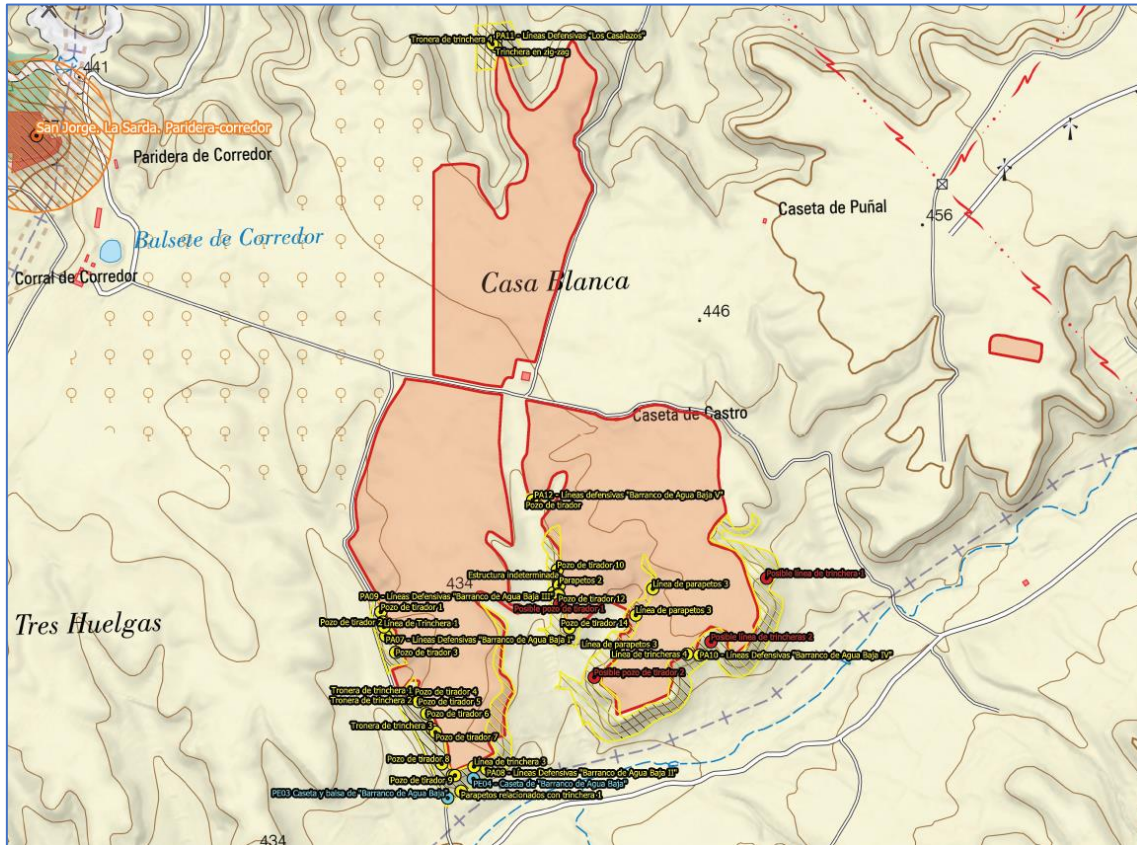 Tronera de trinchera 4
PA11 - Líneas Defensivas "Los Casalazos"
Trinchera en zig-zag
441
San Jorge. La Sarda. Paridera-corredor
Paridera de Corredor
Balsete de Corredor
Corral de Corredor
Caseta de Puñal
456
Casa Blanca
446
Caseta de Castro
PA12 - Líneas defensivas "Barranco de Agua Baja V"
Pozo de tirador
Pozo de tirador 10
Estructura indeterminada
Parapetos 2
434
PA09 - Líneas Defensivas "Barranco de Agua Baja III"
Pozo de tirador 12
Posible pozo de tirador 1
Posible línea de trinchera-1
Línea de parapetos 3
Pozo de tirador 1
Línea de parapetos 3
Pozo de tirador 2
Línea de Trinchera-1
Pozo de tirador 14
Tres Huelgas
PA07 - Líneas Defensivas "Barranco de Agua Baja I"
Línea de parapetos 3
Posible línea de trincheras 2
Pozo de tirador 3
Línea de trincheras 4
PA10 - Líneas Defensivas "Barranco de Agua Baja IV"
Posible pozo de tirador 2
Tronera de trinchera 1
Pozo de tirador 4
Tronera de trinchera 2
Pozo de tirador 5
Pozo de tirador 6
Tronera de trinchera 3
Pozo de tirador 7
Pozo de tirador 8
Línea de trinchera 3
Pozo de tirador 9
PA08 - Líneas Defensivas "Barranco de Agua Baja II"
PE04 - Caseta de "Barranco de Agua Baja"
PE03 Caseta y balsa de "Barranco de Agua Baja"
Parapetos relacionados con trinchera-1
434